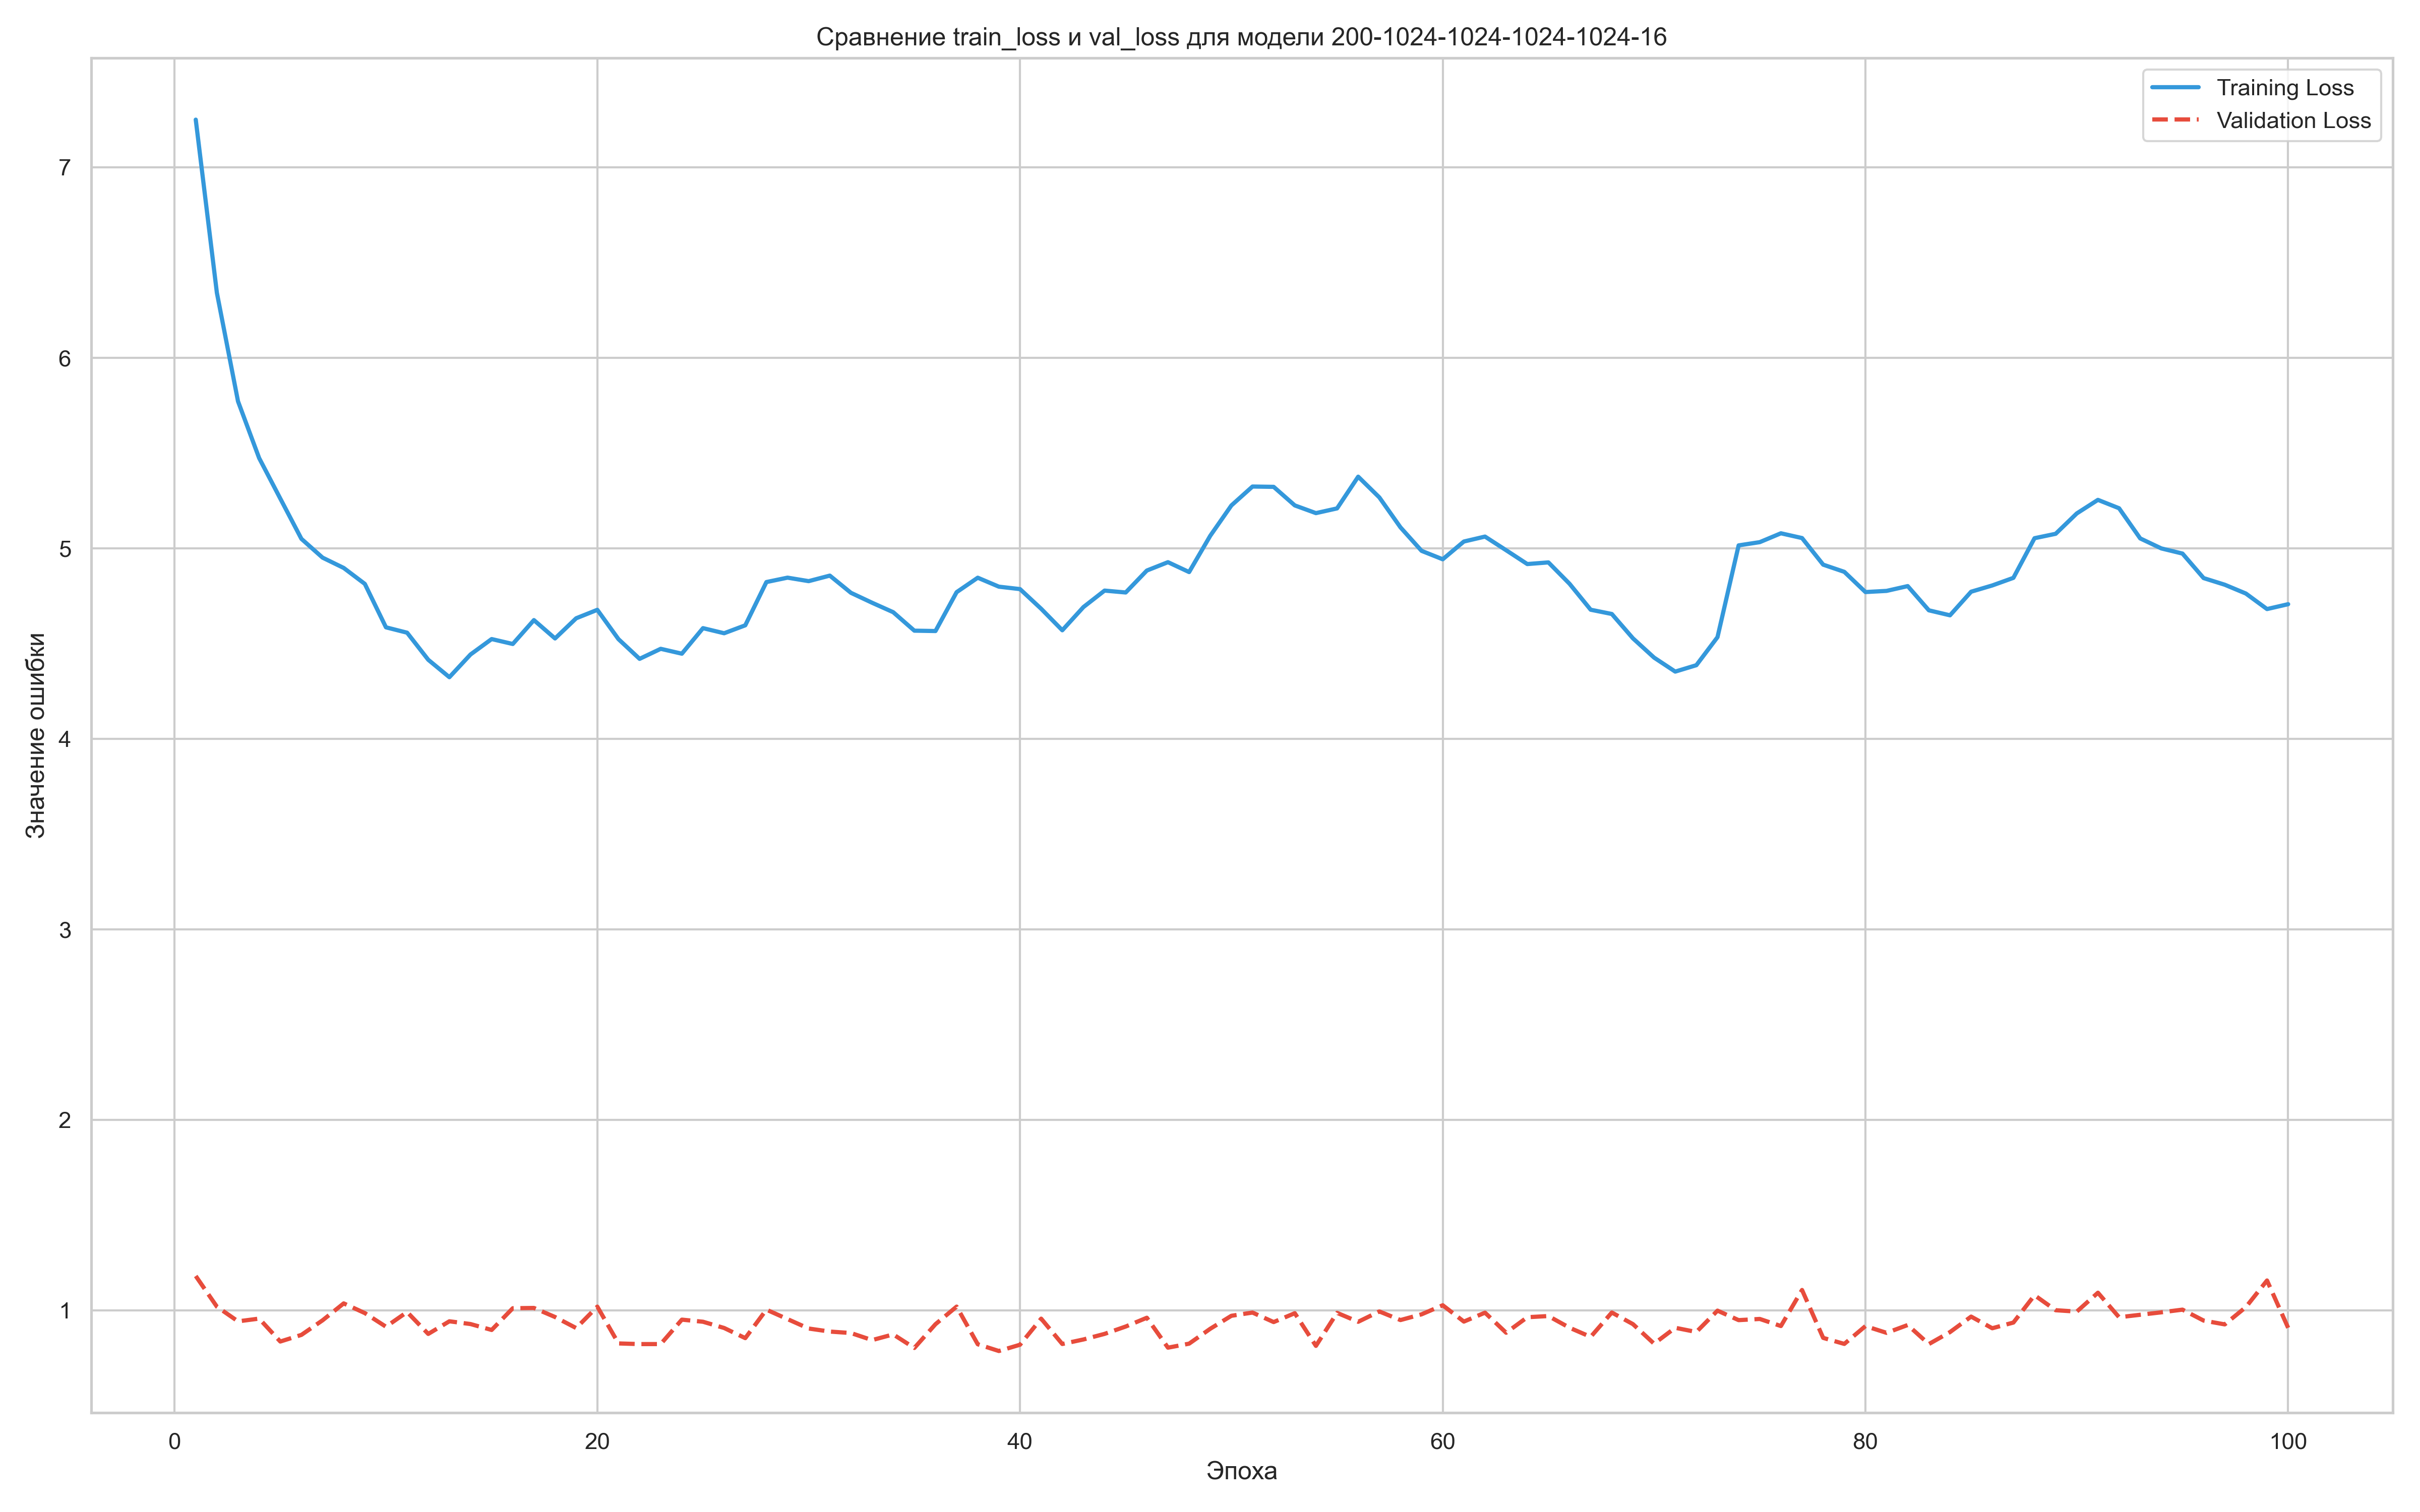 Сравнение train_loss и val_loss для модели 200-1024-1024-1024-1024-16
Training Loss
Validation Loss
Значение ошибки
7
6
5
4
3
2
1
0 20 40 60 80 100
Эпоха